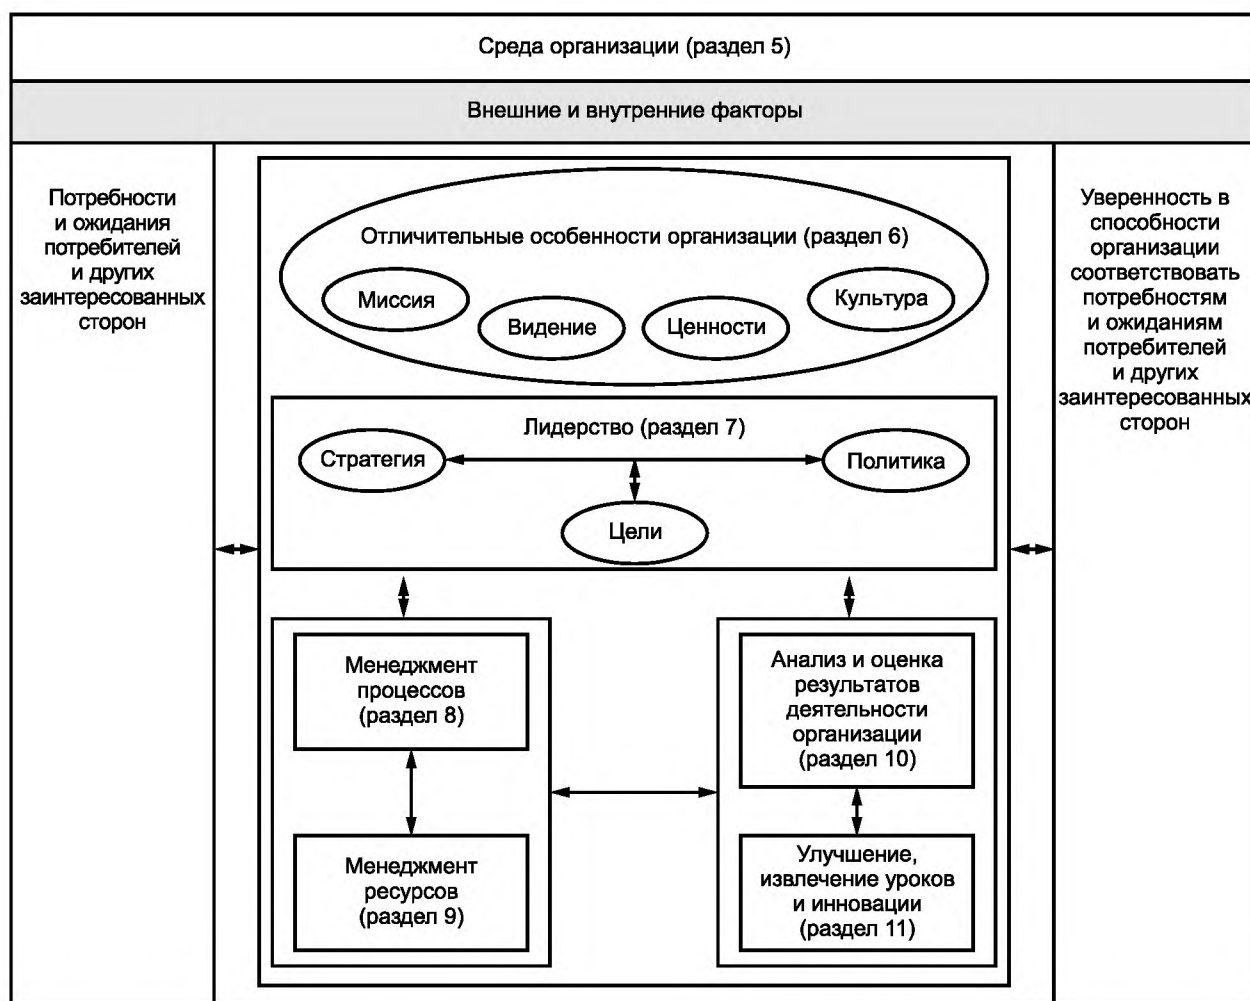 Среда организации (раздел 5)
Внешние и внутренние факторы
Потребности
и ожидания
потребителей
и других
заинтересованных
сторон
Отличительные особенности организации (раздел 6)
Миссия
Видение
Ценности
Культура
Лидерство (раздел 7)
Стратегия
Политика
Цели
Менеджмент
процессов
(раздел 8)
Менеджмент
ресурсов
(раздел 9)
Анализ и оценка
результатов
деятельности
организации
(раздел 10)
Улучшение,
извлечение уроков
и инновации
(раздел 11)
Уверенность в
способности
организации
соответствовать
потребностям
и ожиданиям
потребителей
и других
заинтересованных
сторон